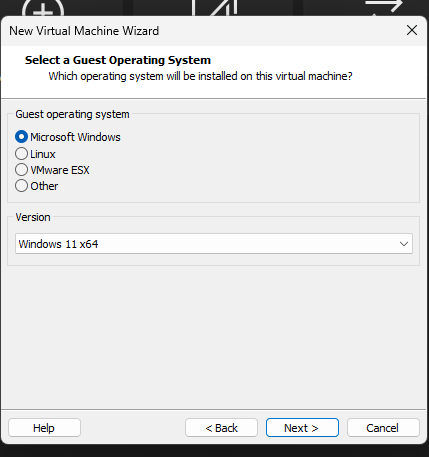 New Virtual Machine Wizard
Select a Guest Operating System
Which operating system will be installed on this virtual machine?
Guest operating system
Microsoft Windows
Linux
VMware ESX
Other
Version
Windows 11 x64
Help
< Back
Next >
Cancel